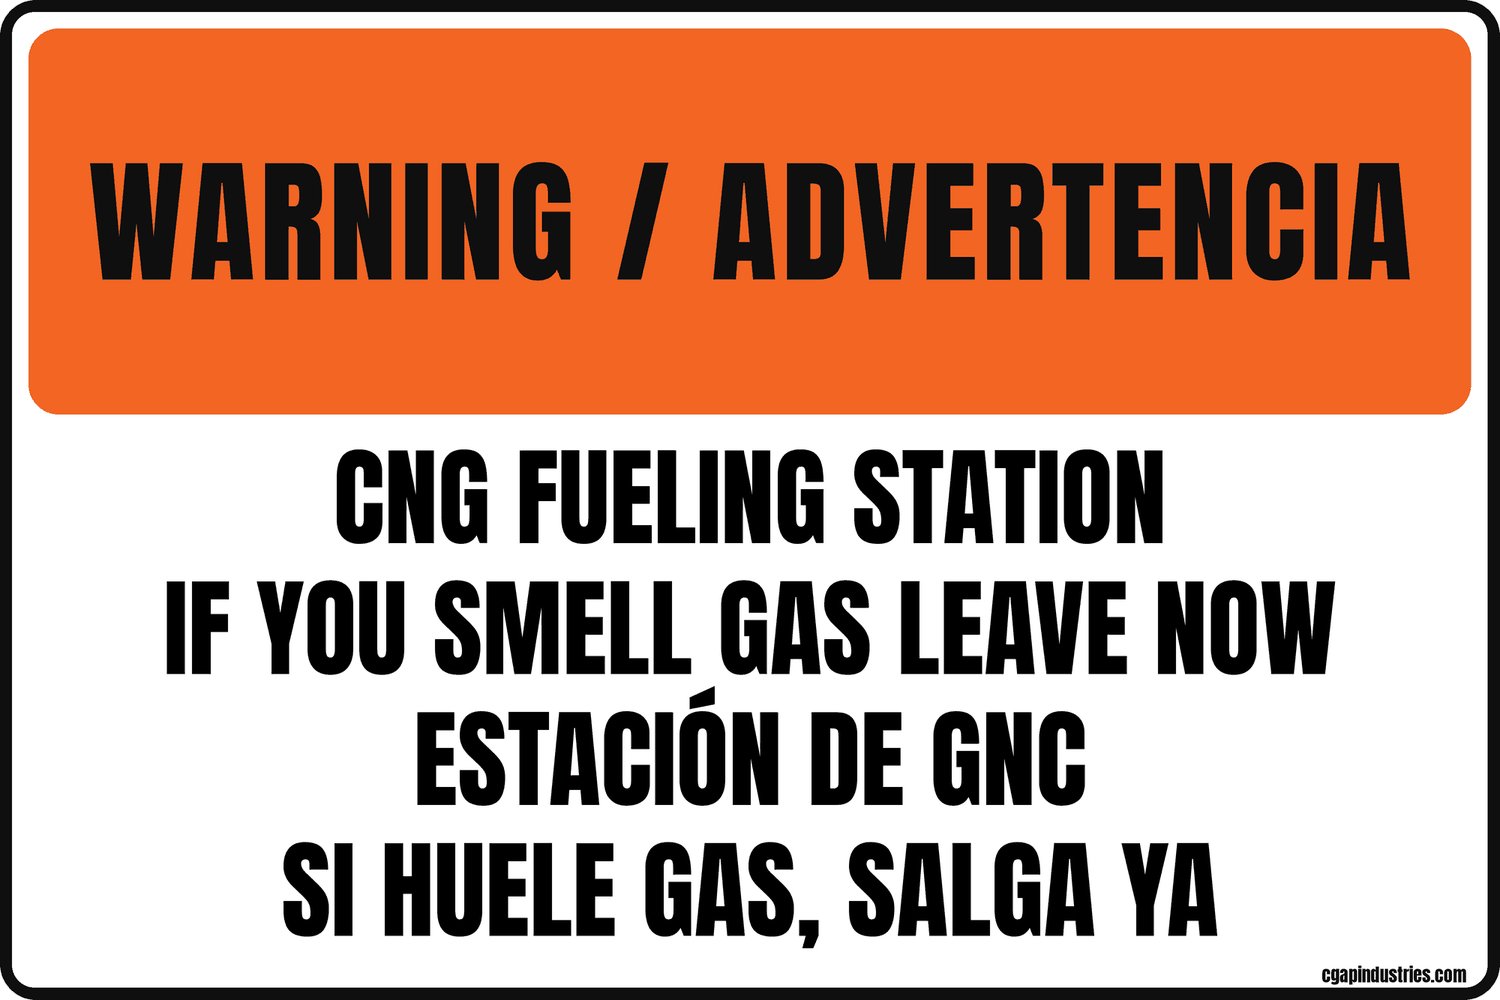 WARNING / ADVERTENCIA
CNG FUELING STATION
IF YOU SMELL GAS LEAVE NOW
ESTACIÓN DE GNC
SI HUELE GAS, SALGA YA
cgapindustries.com